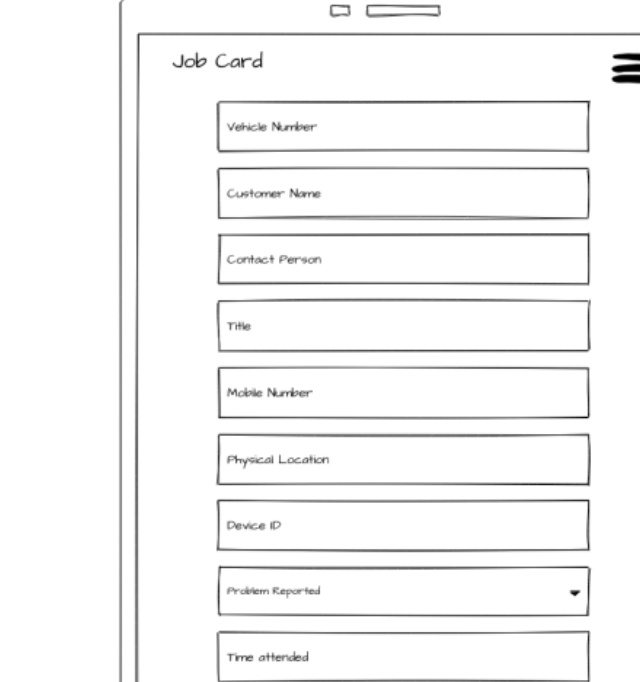 Job Card
Vehicle Number
Customer Name
Contact Person
Title
Mobile Number
Physical Location
Device ID
Problem Reported
Time attended